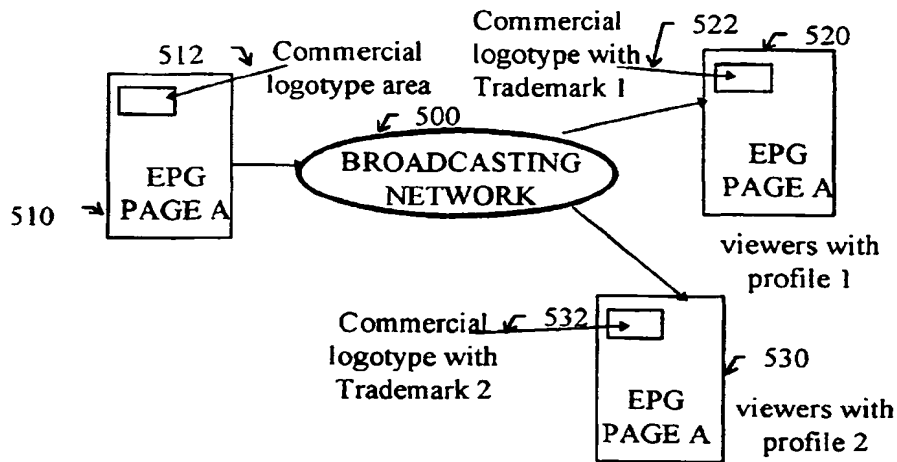 512
Commercial
logotype area
EPG
PAGE A
510
500
BROADCASTING
NETWORK
Commercial
logotype with
Trademark 1
522
520
EPG
PAGE A
viewers with
profile 1
Commercial
logotype with
Trademark 2
532
EPG
PAGE A
530
viewers with
profile 2